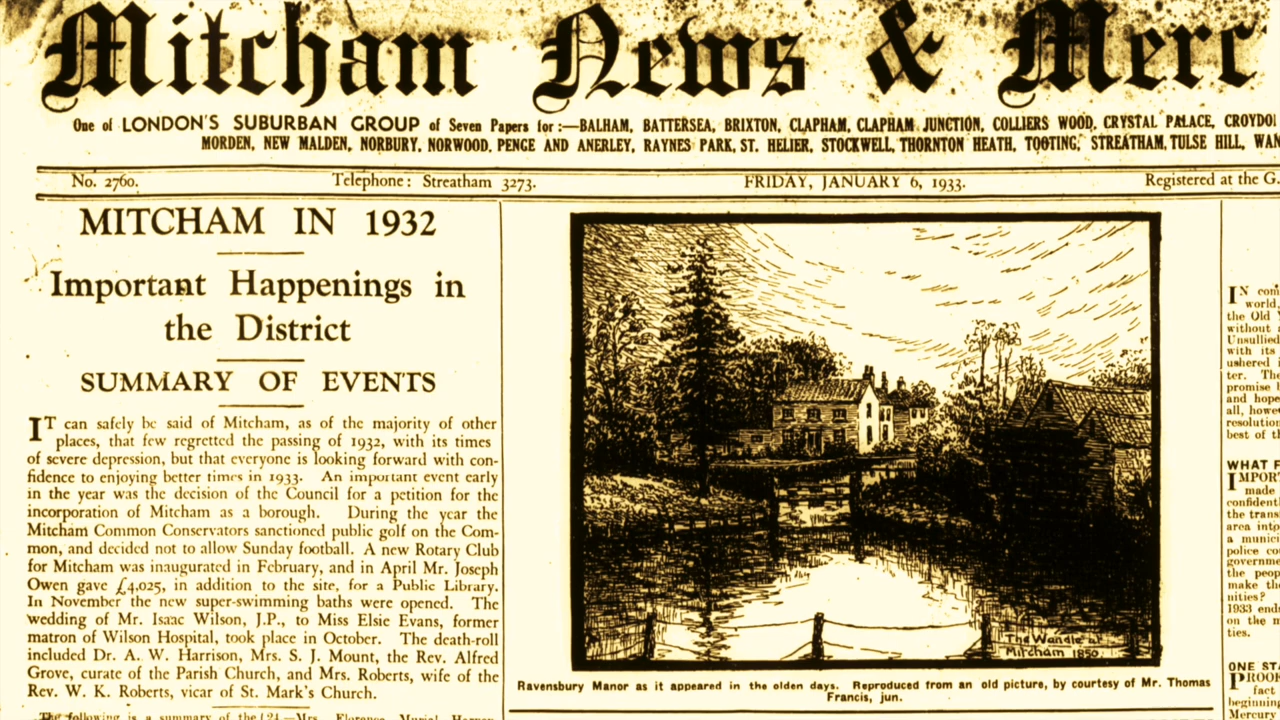 Mitcham News & Merc
One of LONDON'S SUBURBAN GROUP of Seven Papers for :—BALHAM, BATTERSEA, BRIXTON, CLAPHAM, CLAPHAM JUNCTION, COLLIERS WOOD, CRYSTAL PALACE, CROYDO
MORDEN, NEW MALDEN, NORBURY, NORWOOD, PENGE AND ANERLEY, RAYNES PARK, ST. HELIER, STOCKWELL, THORNTON HEATH, TOOTING, STREATHAM, TULSE HILL, WAN
No. 2760. Telephone: Streatham 3273. FRIDAY, JANUARY 6, 1933. Registered at the G.
MITCHAM IN 1932
Important Happenings in
the District
SUMMARY OF EVENTS
IT can safely be said of Mitcham, as of the majority of other
places, that few regretted the passing of 1932, with its times
of severe depression, but that everyone is looking forward with con-
fidence to enjoying better times in 1933. An important event early
in the year was the decision of the Council for a petition for the
incorporation of Mitcham as a borough. During the year the
Mitcham Common Conservators sanctioned public golf on the Com-
mon, and decided not to allow Sunday football. A new Rotary Club
for Mitcham was inaugurated in February, and in April Mr. Joseph
Owen gave £4,025, in addition to the site, for a Public Library.
In November the new super-swimming baths were opened. The
wedding of Mr. Isaac Wilson, J.P., to Miss Elsie Evans, former
matron of Wilson Hospital, took place in October. The death-roll
included Dr. A. W. Harrison, Mrs. S. J. Mount, the Rev. Alfred
Grove, curate of the Parish Church, and Mrs. Roberts, wife of the
Rev. W. K. Roberts, vicar of St. Mark's Church.
The following is a summary of the
The Wandle at
Mitcham 1850
Ravensbury Manor as it appeared in the olden days. Reproduced from an old picture, by courtesy of Mr. Thomas
Francis, jun.
IN com
world,
the Old Y
without
Unsullied
with its
ushered i
ter. The
promise b
and hope
all, howe
resolution
best of th
WHAT F
IMPOR
made
confident
the trans
area into
a munici
police co
governme
the peop
make the
nities?
1933 ends
on the m
ties.
ONE STA
PROOF
fact
beginning
Mercury